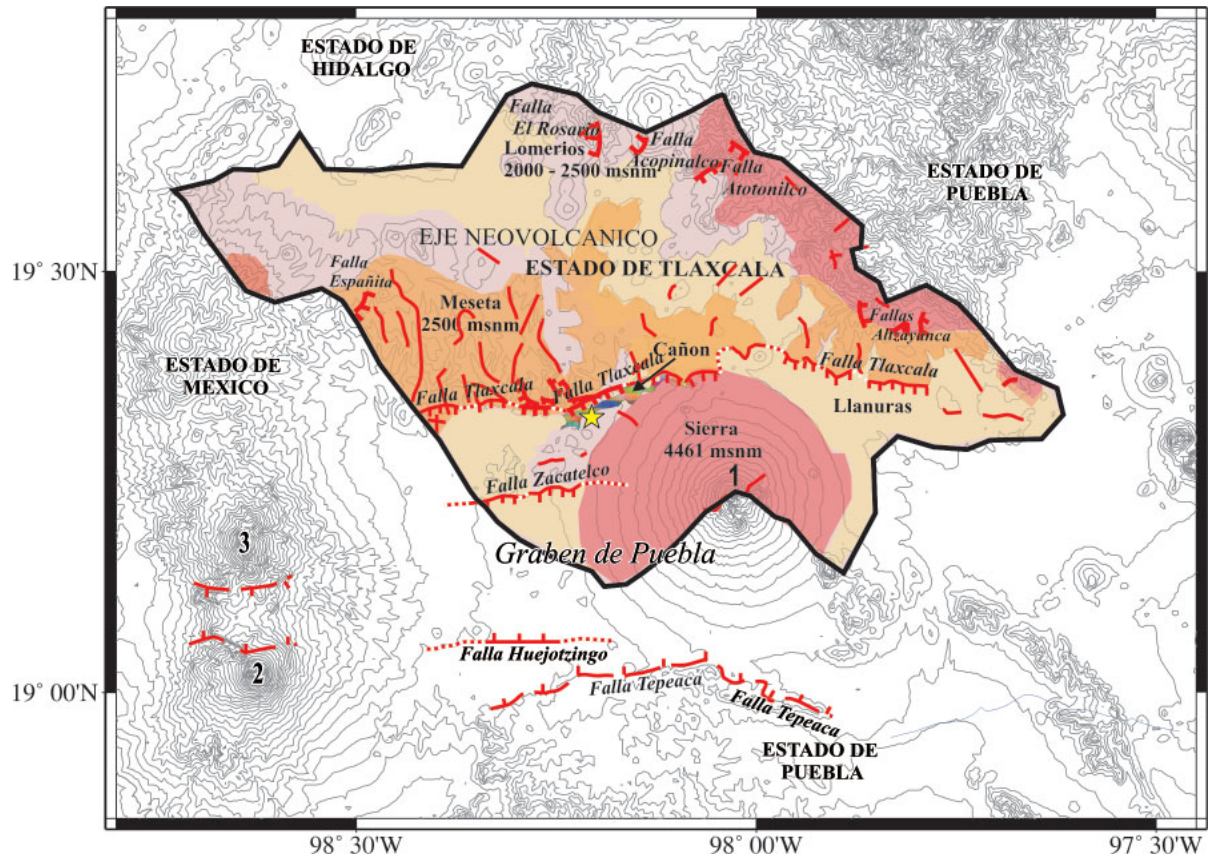 ESTADO DE
HIDALGO
Falla
El Rosario
Lomerios
2000 - 2500 msnm
Falla
Acopinalco
Falla
Atotonilco
ESTADO DE
PUEBLA
EJE NEOVOLCANICO
ESTADO DE TLAXCALA
19° 30'N
Falla
Españita
Meseta
2500 msnm
Fallas
Altzayanca
ESTADO DE
MEXICO
Cañon
Falla Tlaxcala
Falla Tlaxcala
Falla Tlaxcala
Llanuras
Sierra
4461 msnm
1
Falla Zacatelco
Graben de Puebla
3
2
Falla Huejotzingo
Falla Tepeaca
Falla Tepeaca
19° 00'N
ESTADO DE
PUEBLA
98° 30'W
98° 00'W
97° 30'W